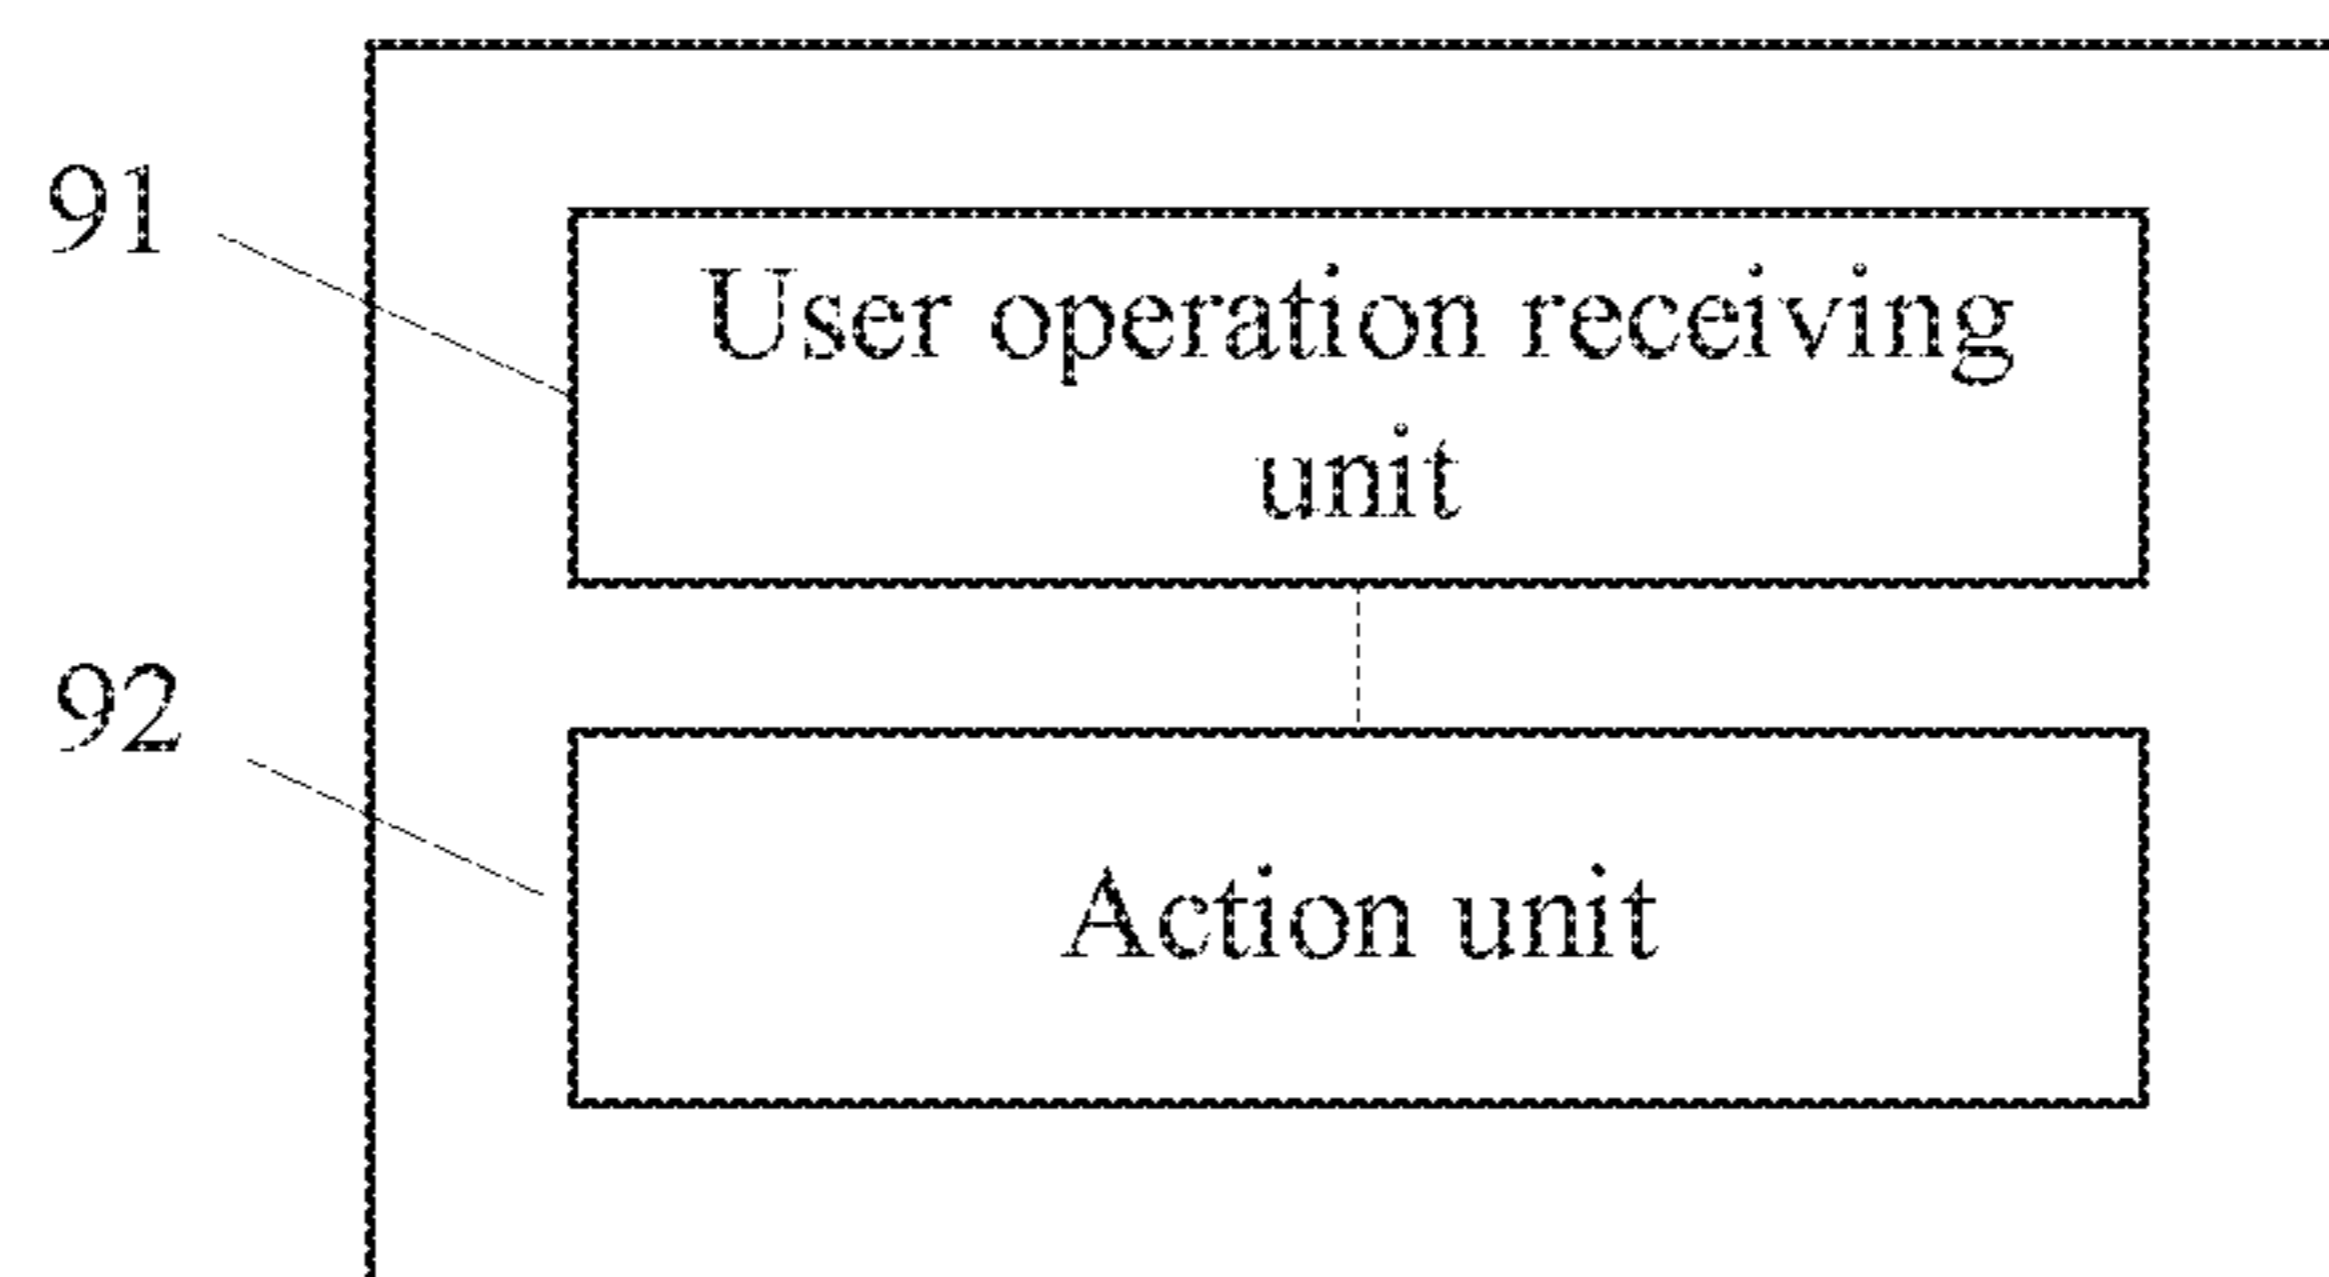 91
User operation receiving
unit
92
Action unit